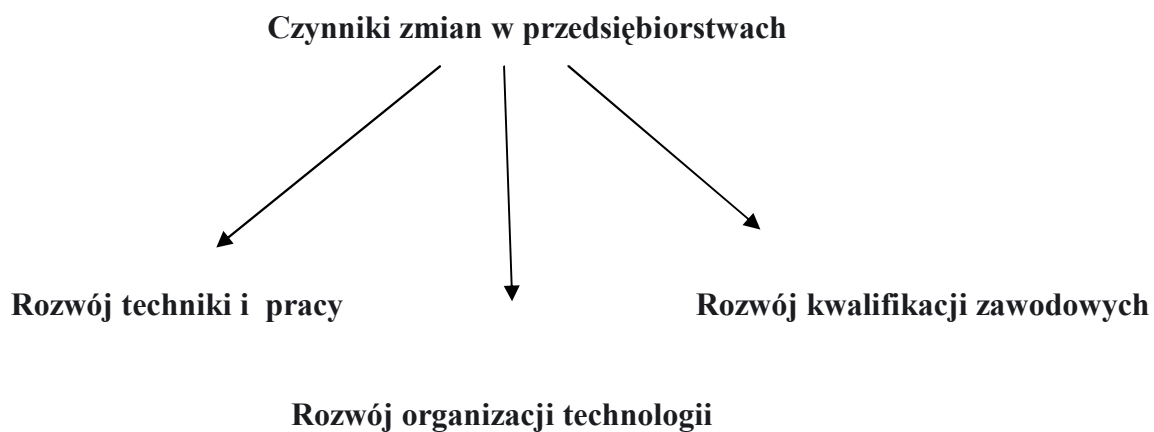 Czynniki zmian w przedsiębiorstwach
Rozwój techniki i pracy
Rozwój kwalifikacji zawodowych
Rozwój organizacji technologii